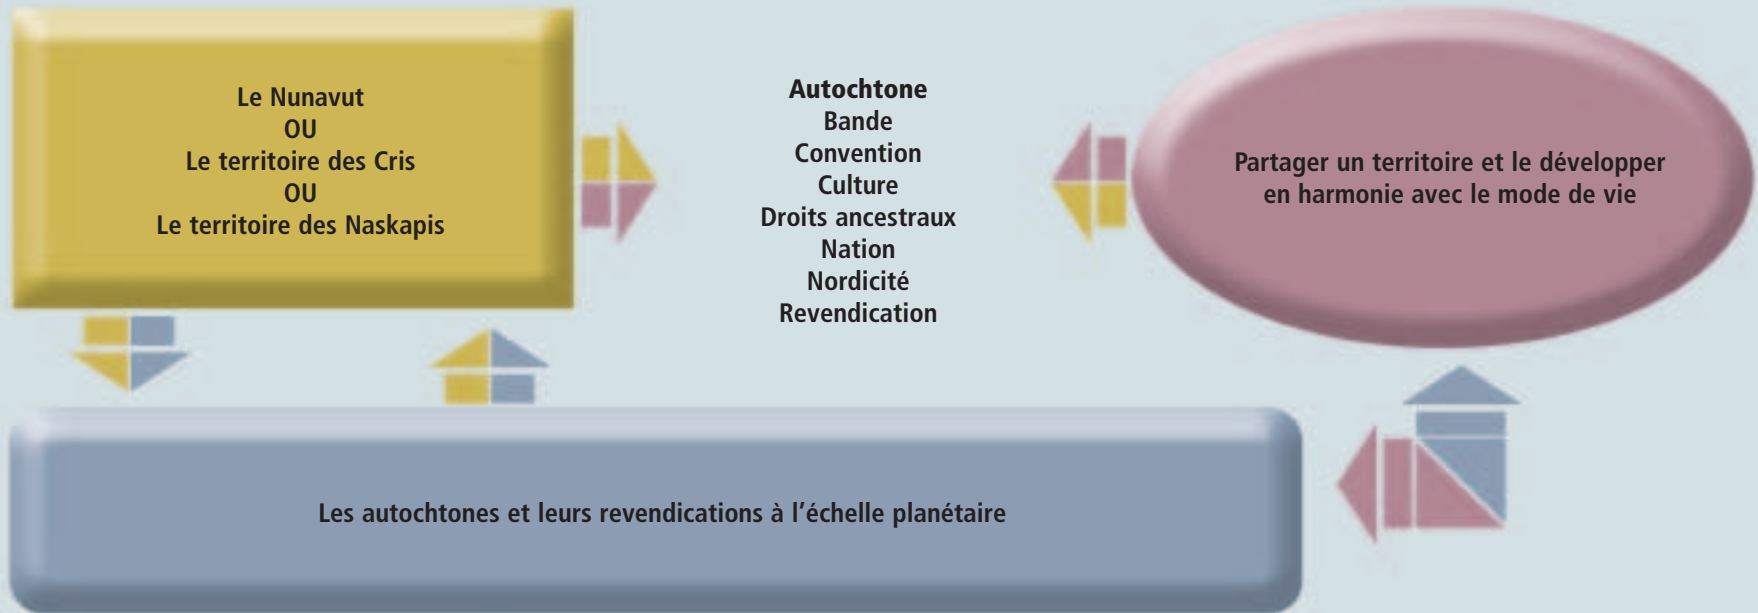 Le Nunavut
OU
Le territoire des Cris
OU
Le territoire des Naskapis
Autochtone
Bande
Convention
Culture
Droits ancestraux
Nation
Nordicité
Revendication
Partager un territoire et le développer
en harmonie avec le mode de vie
Les autochtones et leurs revendications à l’échelle planétaire